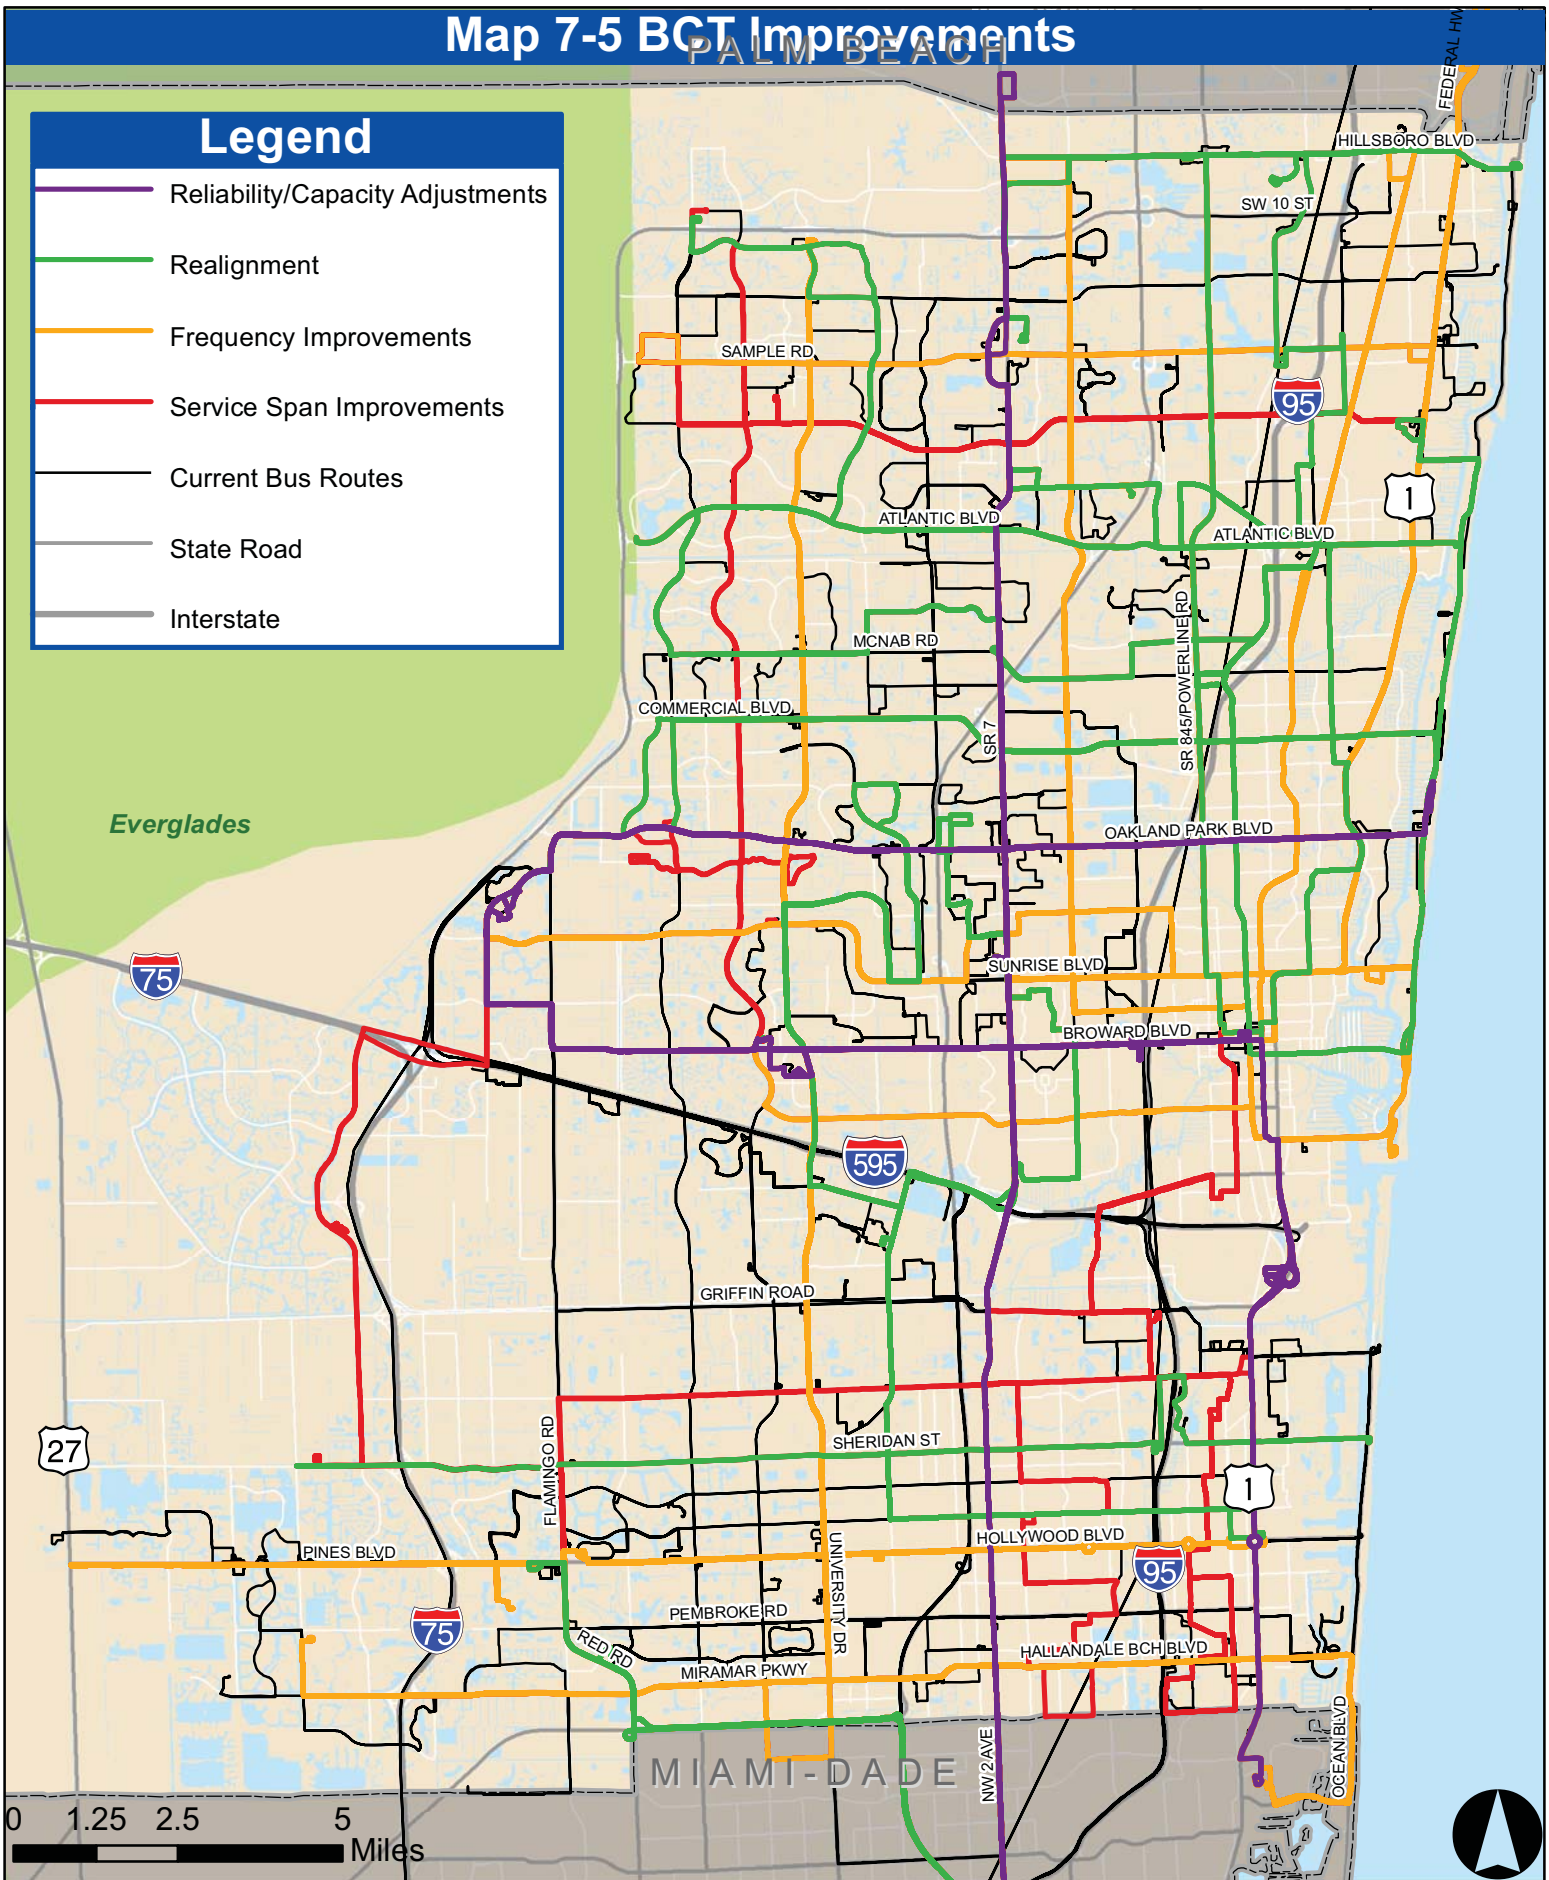 Map 7-5 BCT Improvements
PALM BEACH
FEDERAL HW
Legend
Reliability/Capacity Adjustments
Realignment
Frequency Improvements
Service Span Improvements
Current Bus Routes
State Road
Interstate
HILLSBORO BLVD
SW 10 ST
SAMPLE RD
95
1
ATLANTIC BLVD
ATLANTIC BLVD
MCNAB RD
SR 845/POWERLINE RD
COMMERCIAL BLVD
SR 7
Everglades
OAKLAND PARK BLVD
75
SUNRISE BLVD
BROWARD BLVD
595
GRIFFIN ROAD
27
FLAMINGO RD
SHERIDAN ST
1
HOLLYWOOD BLVD
PINES BLVD
UNIVERSITY DR
95
75
PEMBROKE RD
RED RD
HALLANDALE BCH BLVD
MIRAMAR PKWY
OCEAN BLVD
NW 2 AVE
MIAMI-DADE
0 1.25 2.5 5
Miles